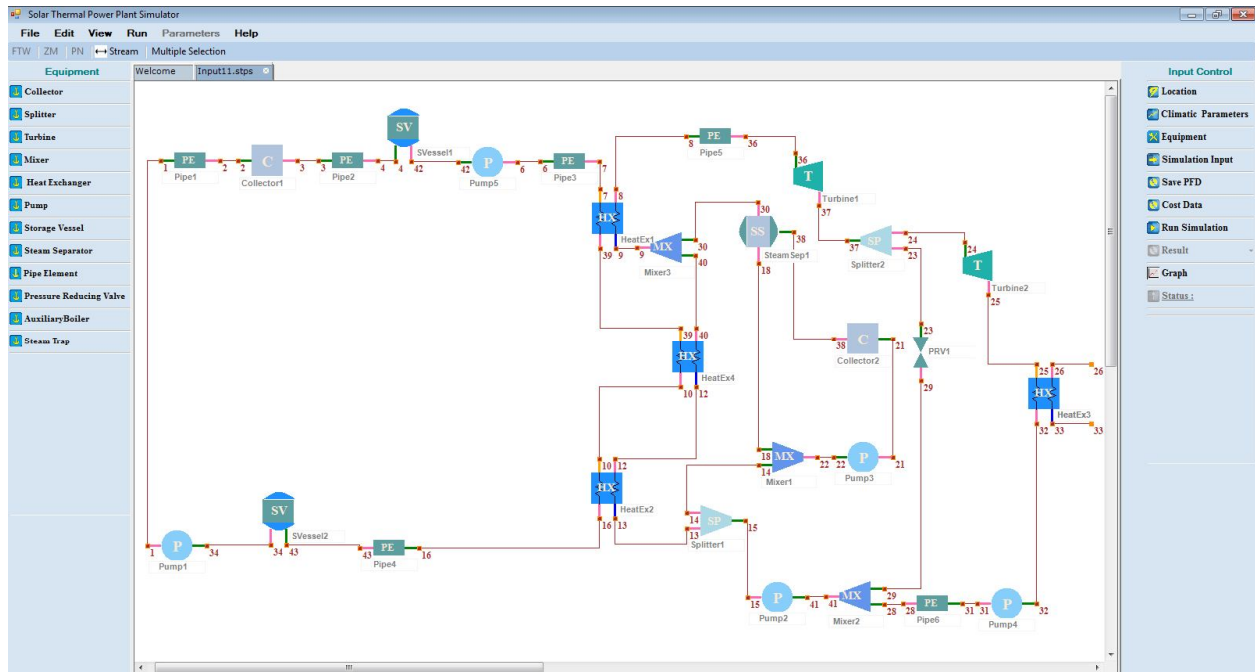 Solar Thermal Power Plant Simulator
File Edit View Run Parameters Help
FTW ZM PN Stream Multiple Selection
Equipment
Collector
Splitter
Turbine
Mixer
Heat Exchanger
Pump
Storage Vessel
Steam Separator
Pipe Element
Pressure Reducing Valve
AuxiliaryBoiler
Steam Trap
Welcome Input11.stps
SV
SVessel1
1 PE 2 2 C 3 3 PE 4 4 42 42 P 6 6 PE 7
Pipe1 Collector1 Pipe2 Pump5 Pipe3
8 PE 36
Pipe5
36
T
Turbine1
37
7 8
HX
HeatEx1
39 9
9 MX 30
40
Mixer3
30
SS 38
SteamSep1
18
37 SP 24
23
Splitter2
24
T
Turbine2
25
39 40
HX
HeatEx4
10 12
38 C 21
Collector2
23
PRV1
29
25 26 26
HX
HeatEx3
32 33 33
10 12
HX
HeatEx2
16 13
18 MX 22 22 P 21
14
Mixer1 Pump3
14 SP 15
13
Splitter1
SV
SVessel2
1 P 34 34 43 43 PE 16
Pump1 Pipe4
15 P 41 41 MX 29
28 28 PE 31 31 P 32
Pump2 Mixer2 Pipe6 Pump4
Input Control
Location
Climatic Parameters
Equipment
Simulation Input
Save PFD
Cost Data
Run Simulation
Result
Graph
Status :